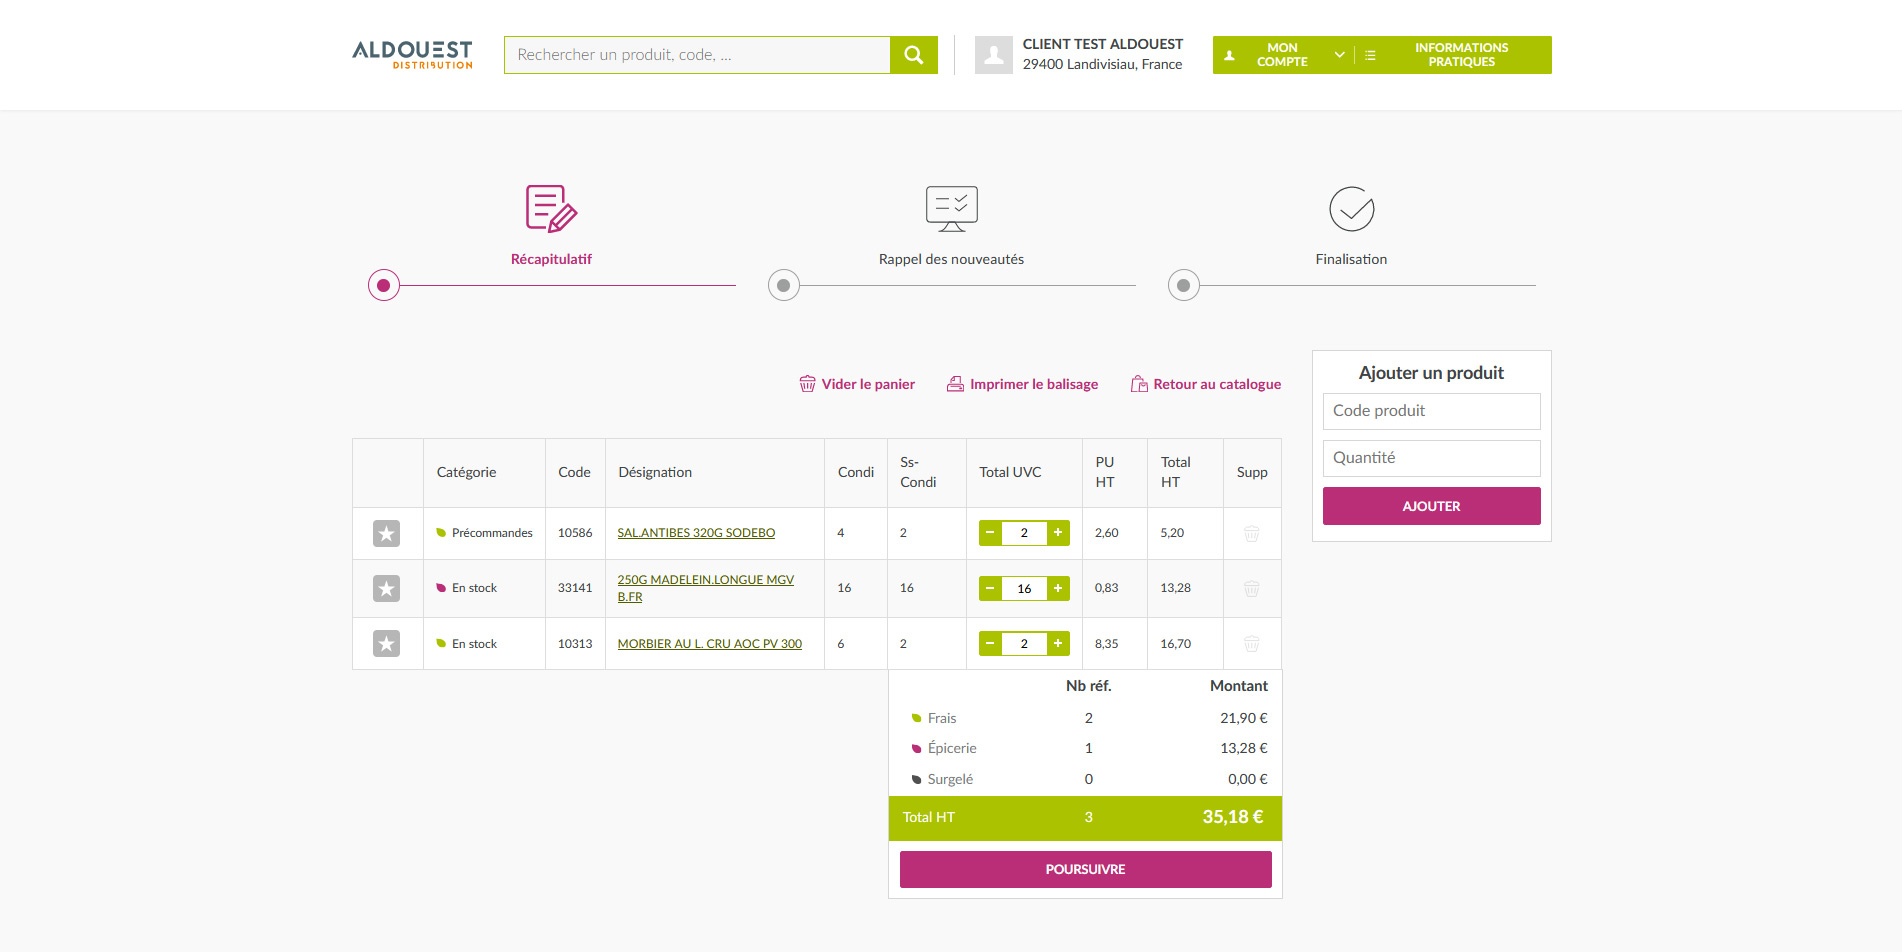 ALDOUEST
DISTRIBUTION
Rechercher un produit, code, ...
CLIENT TEST ALDOUEST
29400 Landivisiau, France
MON
COMPTE
INFORMATIONS
PRATIQUES
Récapitulatif
Rappel des nouveautés
Finalisation
Vider le panier
Imprimer le balisage
Retour au catalogue
Ajouter un produit
Code produit
Quantité
AJOUTER
Catégorie Code Désignation Condi Ss-Condi Total UVC PU HT Total HT Supp
Précommandes 10586 SAL.ANTIBES 320G SODEBO 4 2 - 2 + 2,60 5,20
En stock 33141 250G MADELEIN.LONGUE MGV B.FR 16 16 - 16 + 0,83 13,28
En stock 10313 MORBIER AU L. CRU AOC PV 300 6 2 - 2 + 8,35 16,70
Nb réf. Montant
Frais 2 21,90 €
Épicerie 1 13,28 €
Surgelé 0 0,00 €
Total HT 3 35,18 €
POURSUIVRE